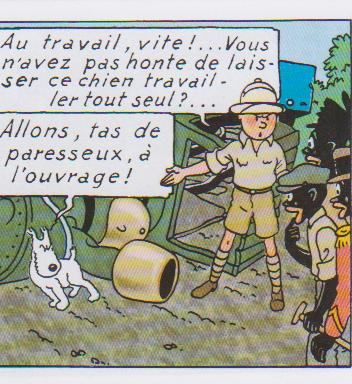 Au travail, vite!...Vous
n'avez pas honte de lais-
ser ce chien travail-
ler tout seul?...
Allons, tas de
paresseux, à
l'ouvrage!